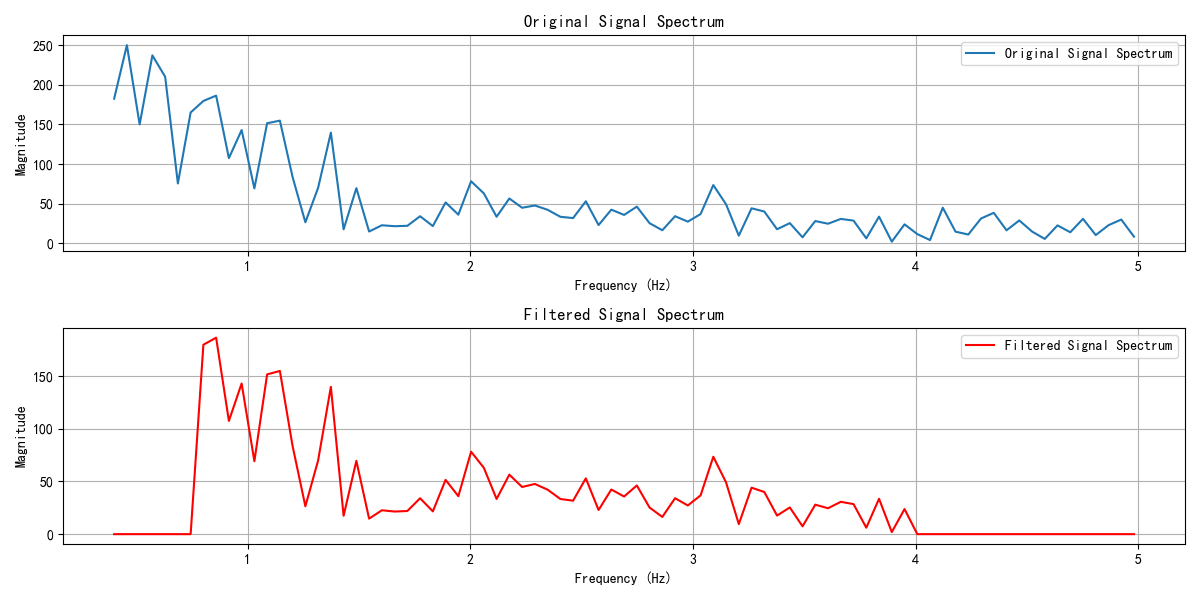 Original Signal Spectrum
Original Signal Spectrum
Magnitude
250
200
150
100
50
0
1
2
3
4
5
Frequency (Hz)
Filtered Signal Spectrum
Filtered Signal Spectrum
Magnitude
150
100
50
0
1
2
3
4
5
Frequency (Hz)